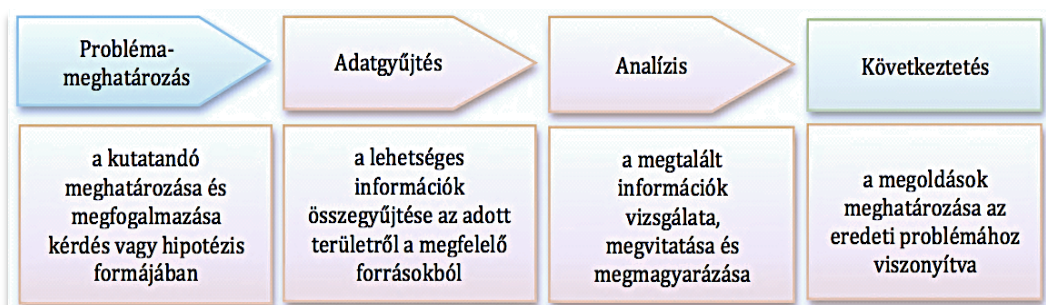 Probléma-
meghatározás
Adatgyűjtés
Analízis
Következtetés
a kutatandó
meghatározása és
megfogalmazása
kérdés vagy hipotézis
formájában
a lehetséges
információk
összegyűjtése az adott
területről a megfelelő
forrásokból
a megtalált
információk
vizsgálata,
megvitatása és
megmagyarázása
a megoldások
meghatározása az
eredeti problémához
viszonyítva